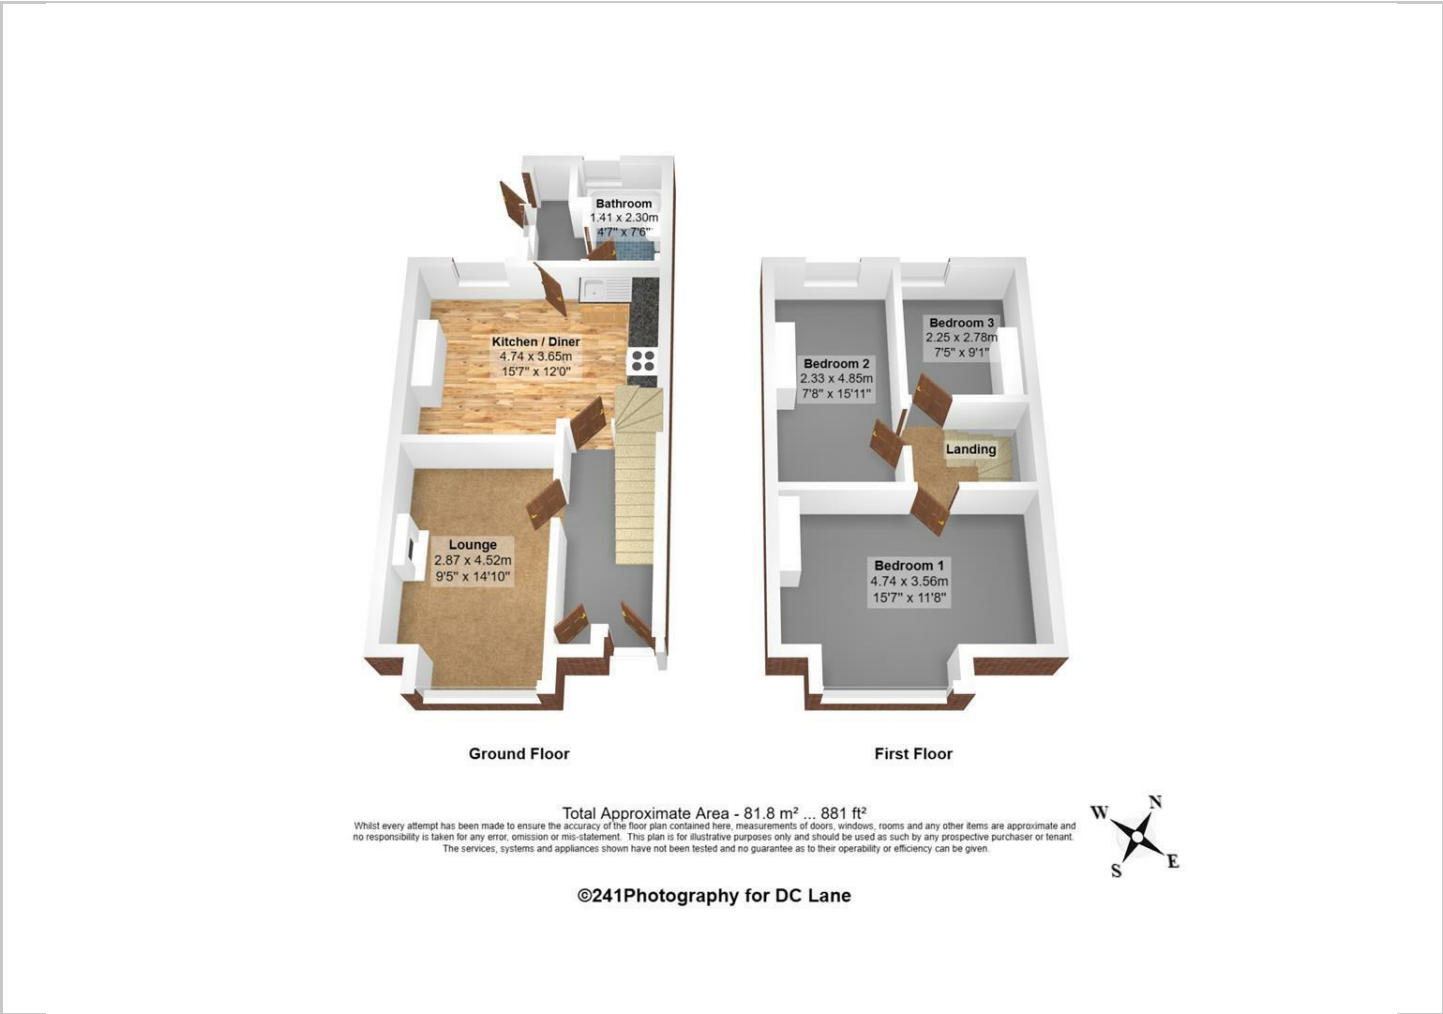 Bathroom
1.41 x 2.30m
4'7" x 7'6"
Kitchen / Diner
4.74 x 3.65m
15'7" x 12'0"
Lounge
2.87 x 4.52m
9'5" x 14'10"
Ground Floor
Bedroom 3
2.25 x 2.78m
7'5" x 9'1"
Bedroom 2
2.33 x 4.85m
7'8" x 15'11"
Landing
Bedroom 1
4.74 x 3.56m
15'7" x 11'8"
First Floor
Total Approximate Area - 81.8 m² ... 881 ft²
Whilst every attempt has been made to ensure the accuracy of the floor plan contained here, measurements of doors, windows, rooms and any other items are approximate and
no responsibility is taken for any error, omission or mis-statement. This plan is for illustrative purposes only and should be used as such by any prospective purchaser or tenant.
The services, systems and appliances shown have not been tested and no guarantee as to their operability or efficiency can be given.
N
W
E
S
©241Photography for DC Lane